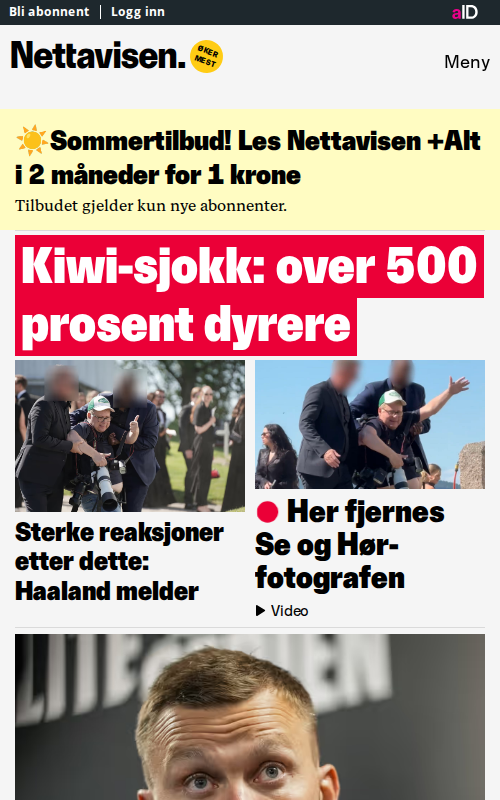 Bli abonnent
Logg inn
aID
Nettavisen.
ØKER
MEST
Meny
☀️Sommertilbud! Les Nettavisen +Alt
i 2 måneder for 1 krone
Tilbudet gjelder kun nye abonnenter.
Kiwi-sjokk: over 500
prosent dyrere
Sterke reaksjoner
etter dette:
Haaland melder
Her fjernes
Se og Hør-
fotografen
Video